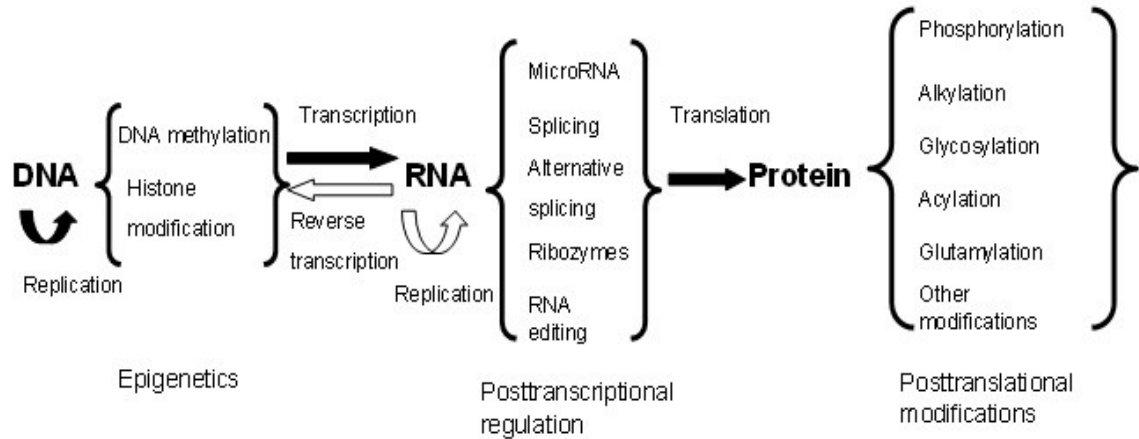 DNA
Replication
DNA methylation
Histone
modification
Epigenetics
Transcription
Reverse
transcription
RNA
Replication
MicroRNA
Splicing
Alternative
splicing
Ribozymes
RNA
editing
Posttranscriptional
regulation
Translation
Protein
Phosphorylation
Alkylation
Glycosylation
Acylation
Glutamylation
Other
modifications
Posttranslational
modifications